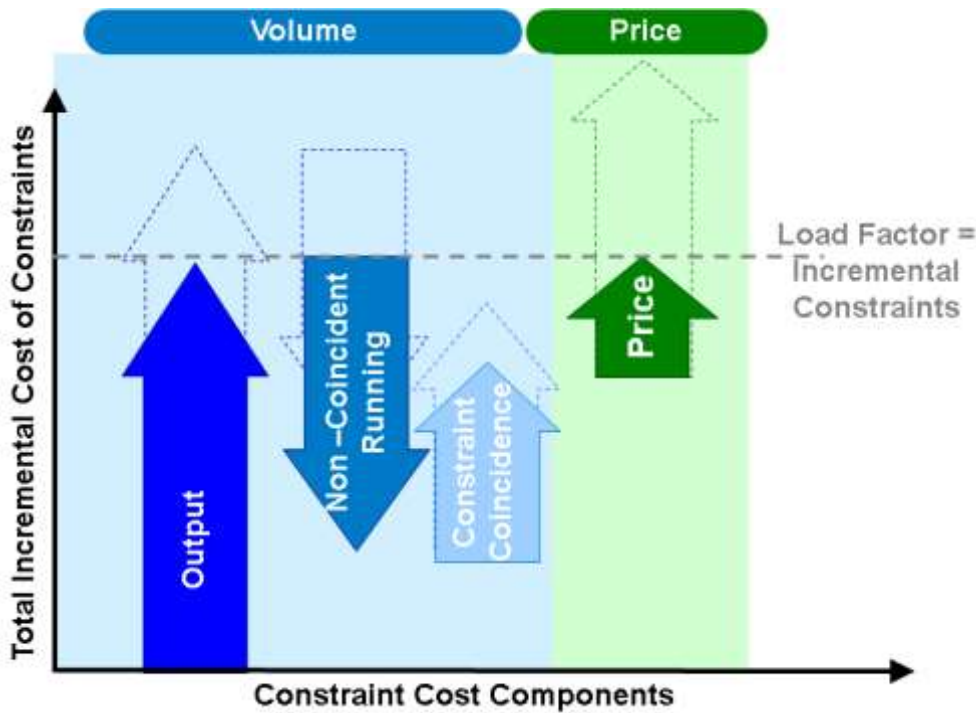 Volume
Price
Total Incremental Cost of Constraints
Load Factor =
Incremental
Constraints
Output
Non –Coincident
Running
Constraint
Coincidence
Price
Constraint Cost Components